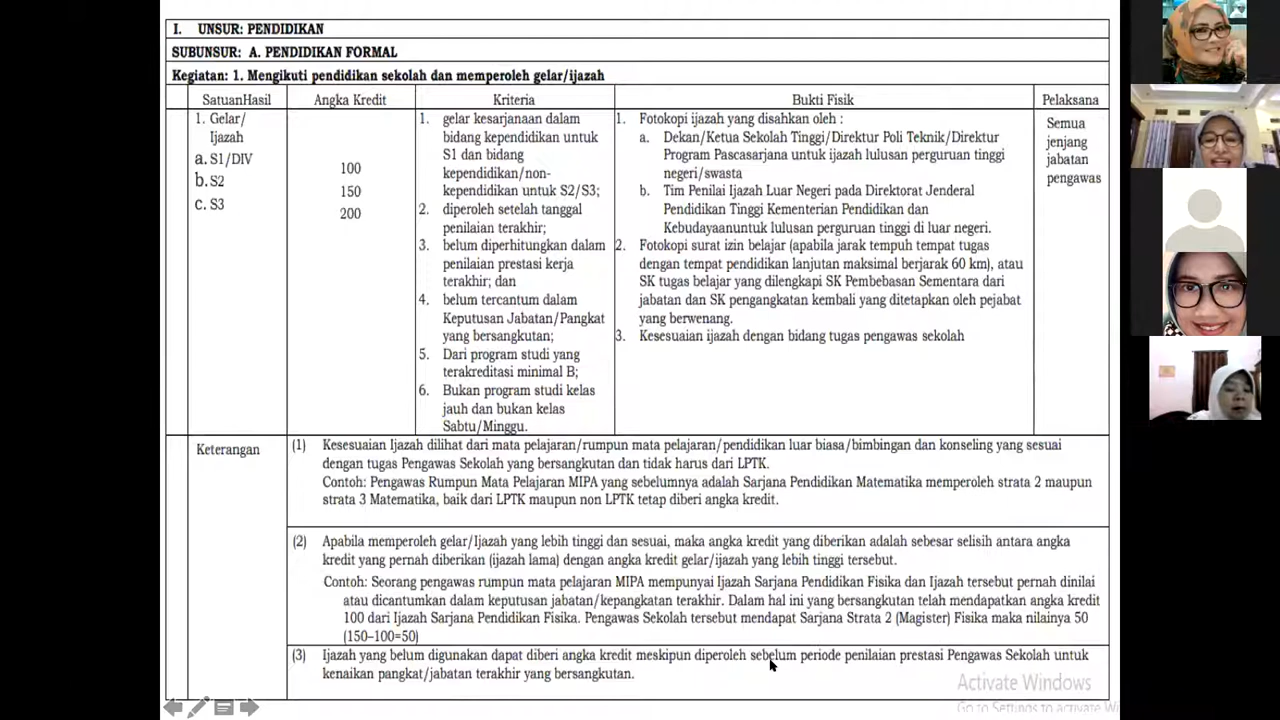 I. UNSUR: PENDIDIKAN
SUBUNSUR: A. PENDIDIKAN FORMAL
Kegiatan: 1. Mengikuti pendidikan sekolah dan memperoleh gelar/ijazah
SatuanHasil
Angka Kredit
Kriteria
Bukti Fisik
Pelaksana
1. Gelar/
Ijazah
a. S1/DIV
b. S2
c. S3
100
150
200
1. gelar kesarjanaan dalam
bidang kependidikan untuk
S1 dan bidang
kependidikan/non-
kependidikan untuk S2/S3;
2. diperoleh setelah tanggal
penilaian terakhir;
3. belum diperhitungkan dalam
penilaian prestasi kerja
terakhir; dan
4. belum tercantum dalam
Keputusan Jabatan/Pangkat
yang bersangkutan;
5. Dari program studi yang
terakreditasi minimal B;
6. Bukan program studi kelas
jauh dan bukan kelas
Sabtu/Minggu.
1. Fotokopi ijazah yang disahkan oleh :
a. Dekan/Ketua Sekolah Tinggi/Direktur Poli Teknik/Direktur
Program Pascasarjana untuk ijazah lulusan perguruan tinggi
negeri/swasta
b. Tim Penilai Ijazah Luar Negeri pada Direktorat Jenderal
Pendidikan Tinggi Kementerian Pendidikan dan
Kebudayaanuntuk lulusan perguruan tinggi di luar negeri.
2. Fotokopi surat izin belajar (apabila jarak tempuh tempat tugas
dengan tempat pendidikan lanjutan maksimal berjarak 60 km), atau
SK tugas belajar yang dilengkapi SK Pembebasan Sementara dari
jabatan dan SK pengangkatan kembali yang ditetapkan oleh pejabat
yang berwenang.
3. Kesesuaian ijazah dengan bidang tugas pengawas sekolah
Semua
jenjang
jabatan
pengawas
Keterangan
(1) Kesesuaian Ijazah dilihat dari mata pelajaran/rumpun mata pelajaran/pendidikan luar biasa/bimbingan dan konseling yang sesuai
dengan tugas Pengawas Sekolah yang bersangkutan dan tidak harus dari LPTK.
Contoh: Pengawas Rumpun Mata Pelajaran MIPA yang sebelumnya adalah Sarjana Pendidikan Matematika memperoleh strata 2 maupun
strata 3 Matematika, baik dari LPTK maupun non LPTK tetap diberi angka kredit.
(2) Apabila memperoleh gelar/Ijazah yang lebih tinggi dan sesuai, maka angka kredit yang diberikan adalah sebesar selisih antara angka
kredit yang pernah diberikan (ijazah lama) dengan angka kredit gelar/ijazah yang lebih tinggi tersebut.
Contoh: Seorang pengawas rumpun mata pelajaran MIPA mempunyai Ijazah Sarjana Pendidikan Fisika dan Ijazah tersebut pernah dinilai
atau dicantumkan dalam keputusan jabatan/kepangkatan terakhir. Dalam hal ini yang bersangkutan telah mendapatkan angka kredit
100 dari Ijazah Sarjana Pendidikan Fisika. Pengawas Sekolah tersebut mendapat Sarjana Strata 2 (Magister) Fisika maka nilainya 50
(150–100=50)
(3) Ijazah yang belum digunakan dapat diberi angka kredit meskipun diperoleh sebelum periode penilaian prestasi Pengawas Sekolah untuk
kenaikan pangkat/jabatan terakhir yang bersangkutan.
Activate Windows
Go to Settings to activate Wi